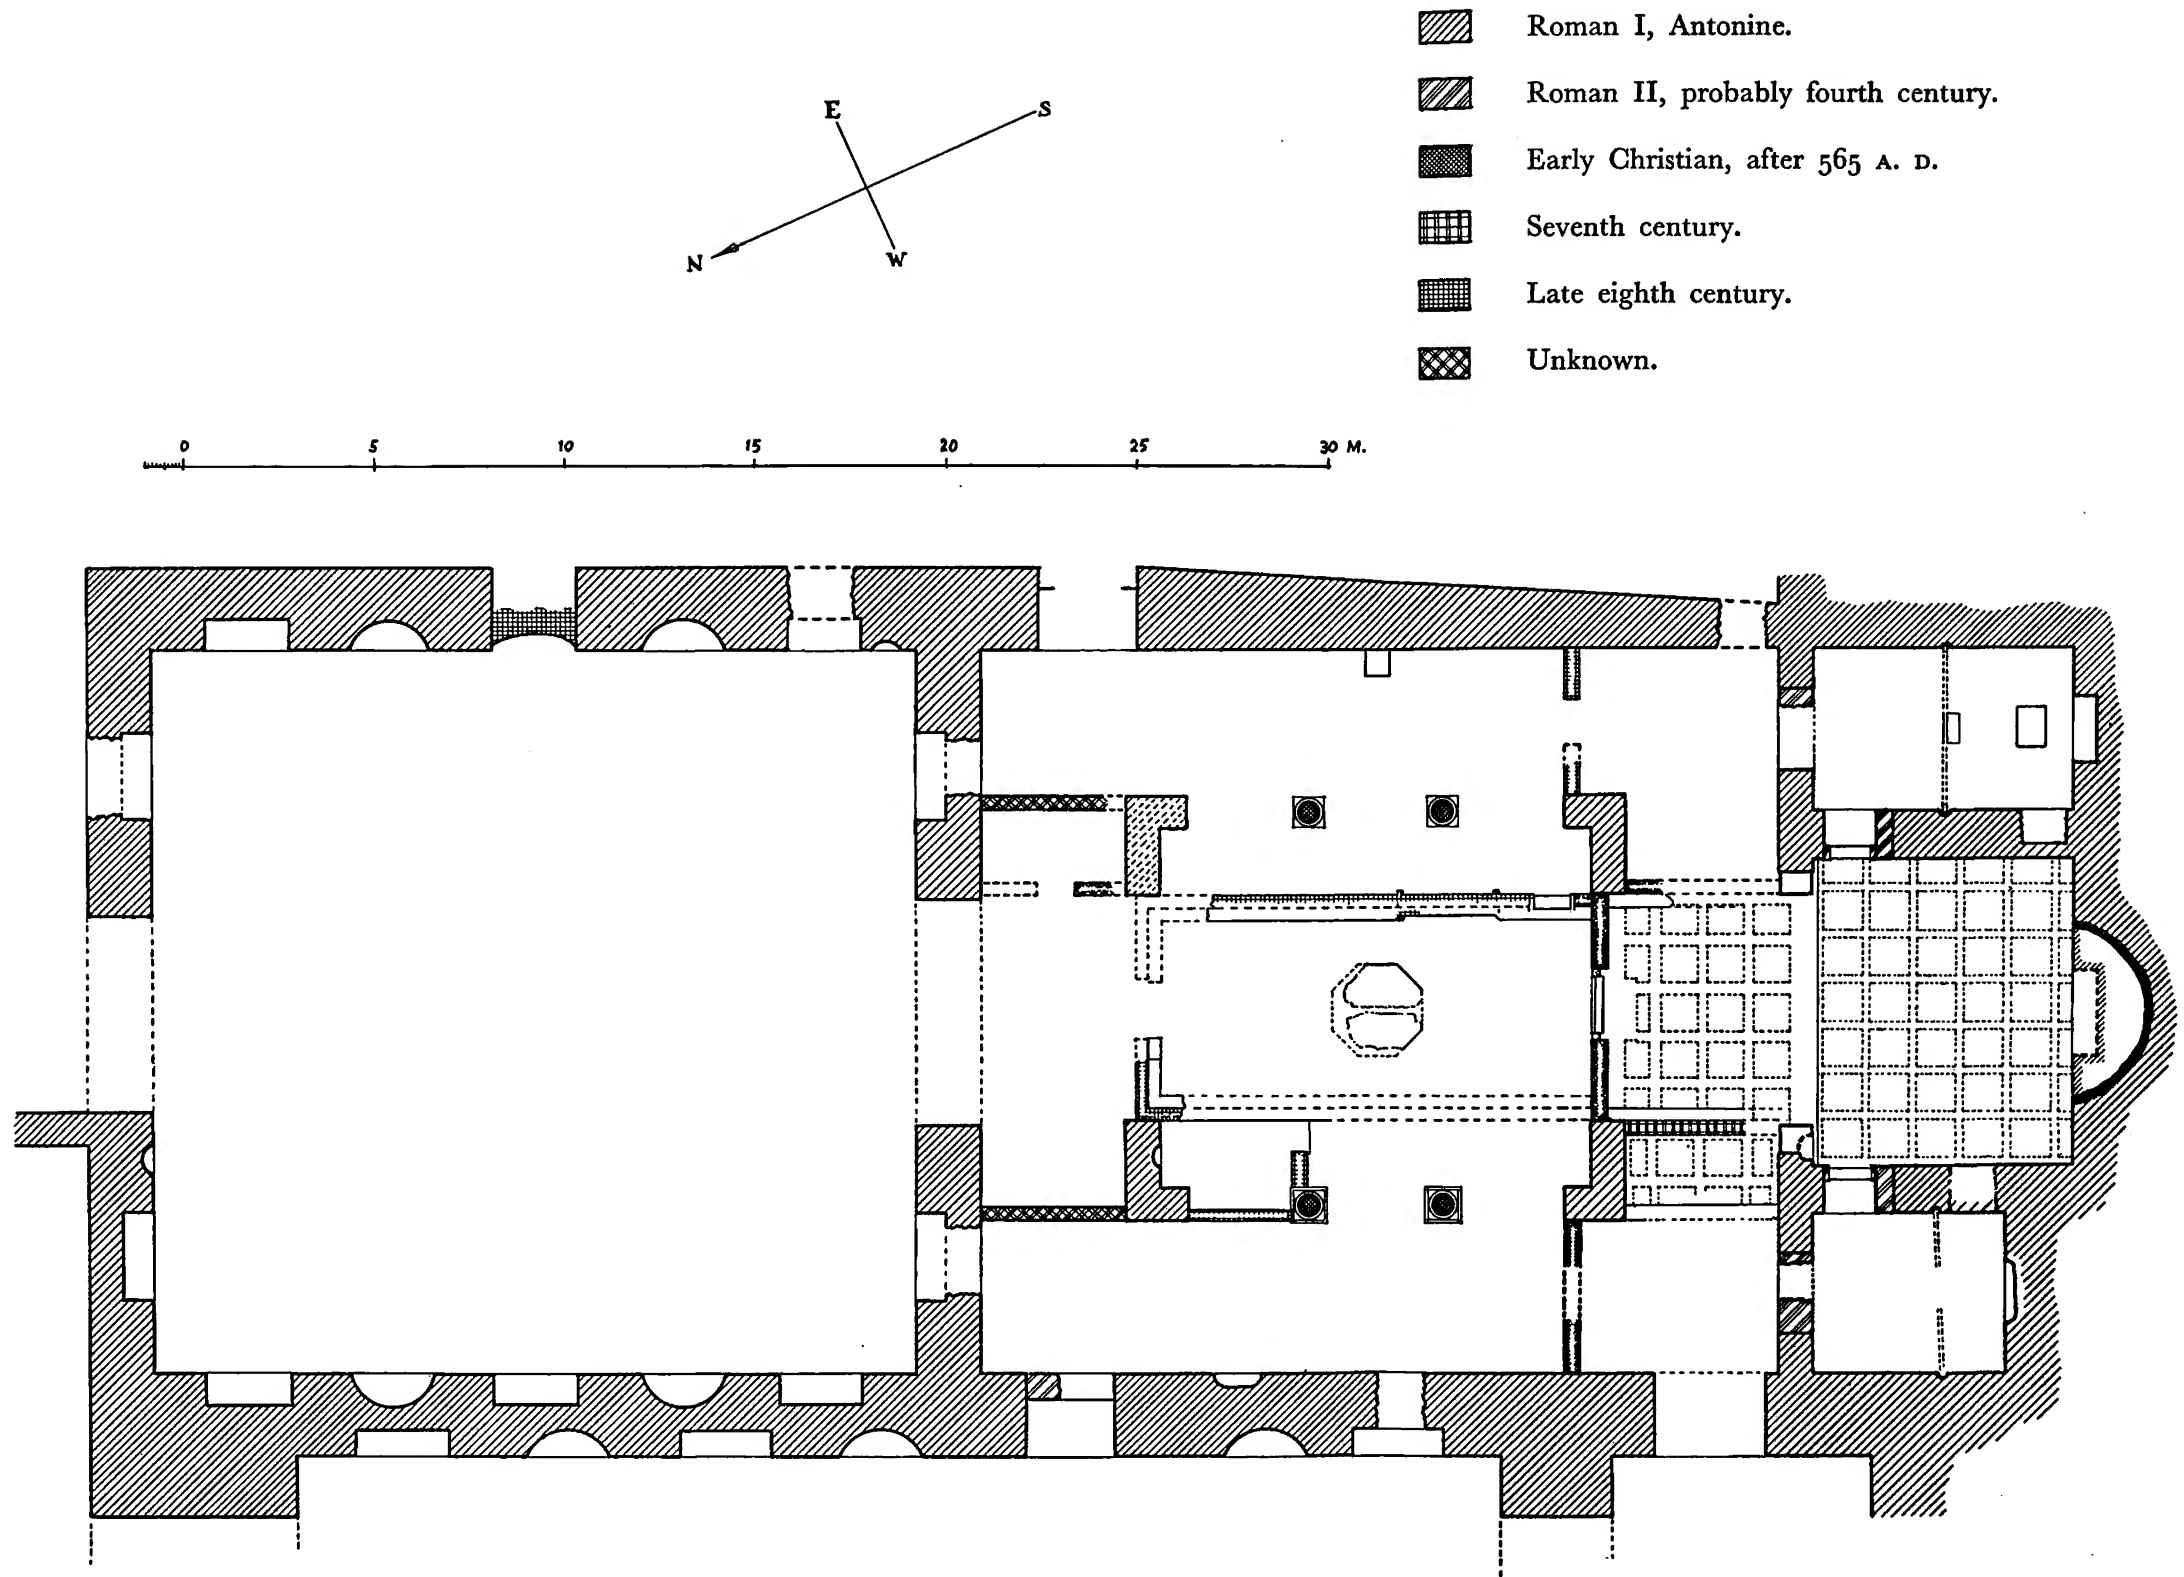 Roman I, Antonine.
Roman II, probably fourth century.
Early Christian, after 565 A. D.
Seventh century.
Late eighth century.
Unknown.
E
S
N
W
0 5 10 15 20 25 30 M.